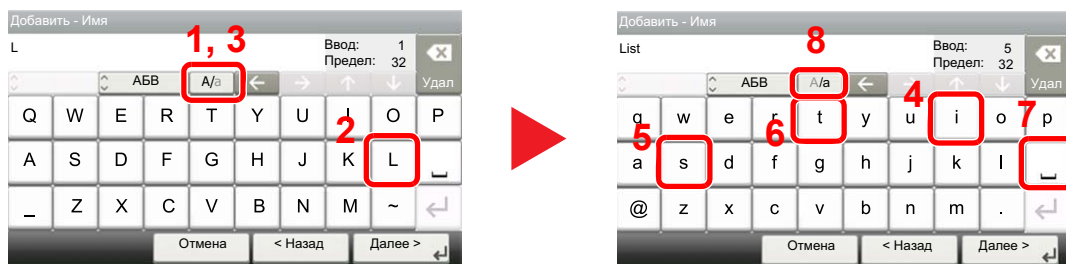 Добавить - Имя
L
1, 3
Ввод: 1
Предел: 32
АБВ A/a Удал
Q W E R T Y U I O P
2
A S D F G H J K L
_ Z X C V B N M ~
Отмена < Назад Далее >
Добавить - Имя
List
8
Ввод: 5
Предел: 32
АБВ A/a Удал
4
q w e r t y u i o p
5 6 7
a s d f g h j k l
@ z x c v b n m .
Отмена < Назад Далее >